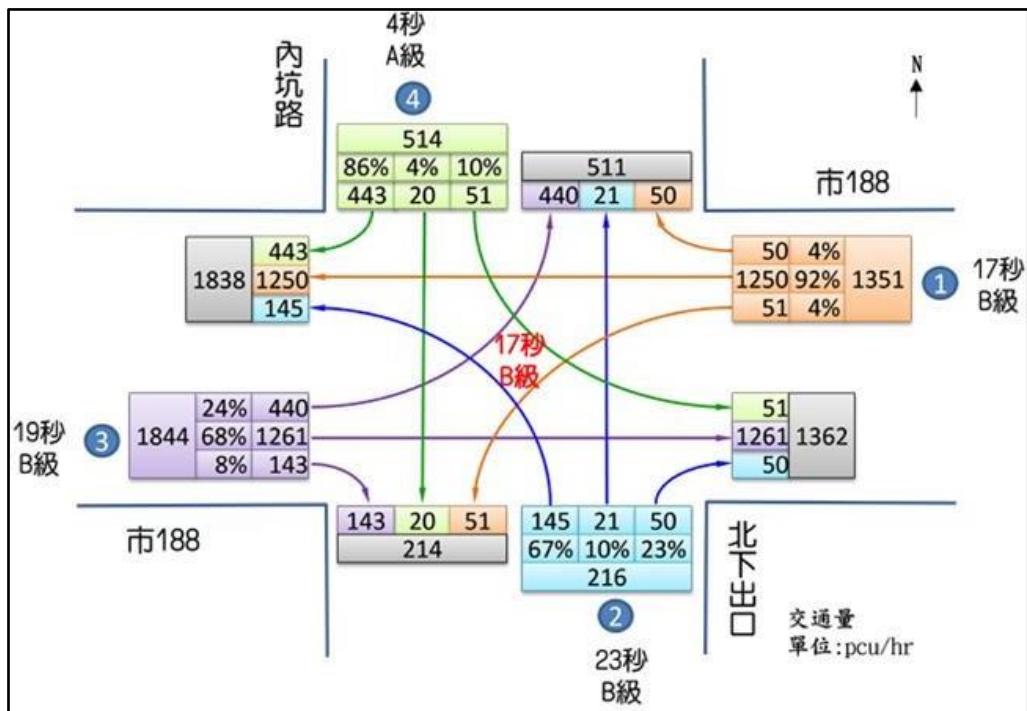 4秒
A級
內坑路
4
N
514
86% 4% 10%
443 20 51
511
440 21 50
市188
1838
443
1250
145
50 4%
1250 92%
51 4%
1351
1
17秒
B級
17秒
B級
19秒
B級
3
1844
24% 440
68% 1261
8% 143
51
1261
50
1362
市188
143 20 51
214
145 21 50
67% 10% 23%
216
2
23秒
B級
北下出口
交通量
單位:pcu/hr